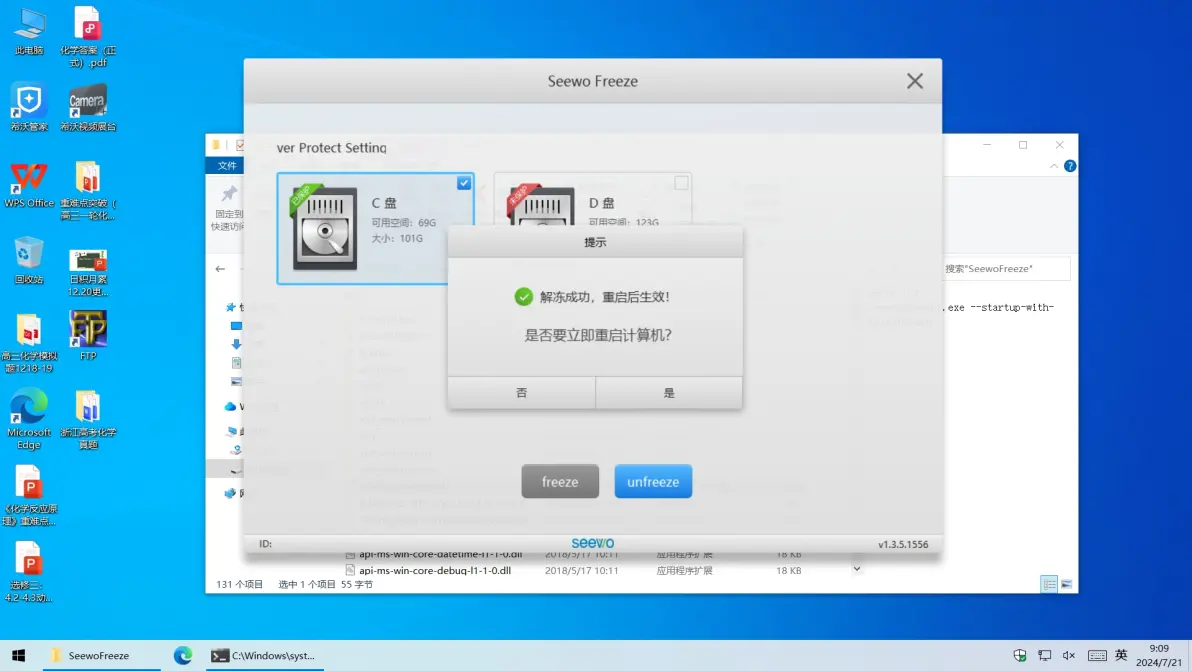 此电脑
化学答案（正
式）.pdf
希沃管家
Camera
希沃视频展台
WPS Office
重难点突破（
高三一轮化...
回收站
日积月累
12.20更...
高三化学模拟
题1218-19
FTP
Microsoft
Edge
浙江高考化学
真题
《化学反应原
理》重难点...
选修三：
4.2-4.3动...
Seewo Freeze
ver Protect Setting
已保护
C 盘
可用空间：69G
大小：101G
未保护
D 盘
可用空间：123G
提示
解冻成功，重启后生效！
是否要立即重启计算机？
否
是
freeze
unfreeze
ID:
seewo
v1.3.5.1556
文件
固定到
快速访问
搜索"SeewoFreeze"
.exe --startup-with-
api-ms-win-core-datetime-l1-1-0.dll 2018/5/17 10:11 应用程序扩展 18 KB
api-ms-win-core-debug-l1-1-0.dll 2018/5/17 10:11 应用程序扩展 18 KB
131 个项目 选中 1 个项目 55 字节
SeewoFreeze
C:\Windows\syst...
英
9:09
2024/7/21